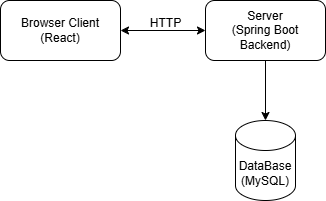 Browser Client
(React)
HTTP
Server
(Spring Boot
Backend)
DataBase
(MySQL)